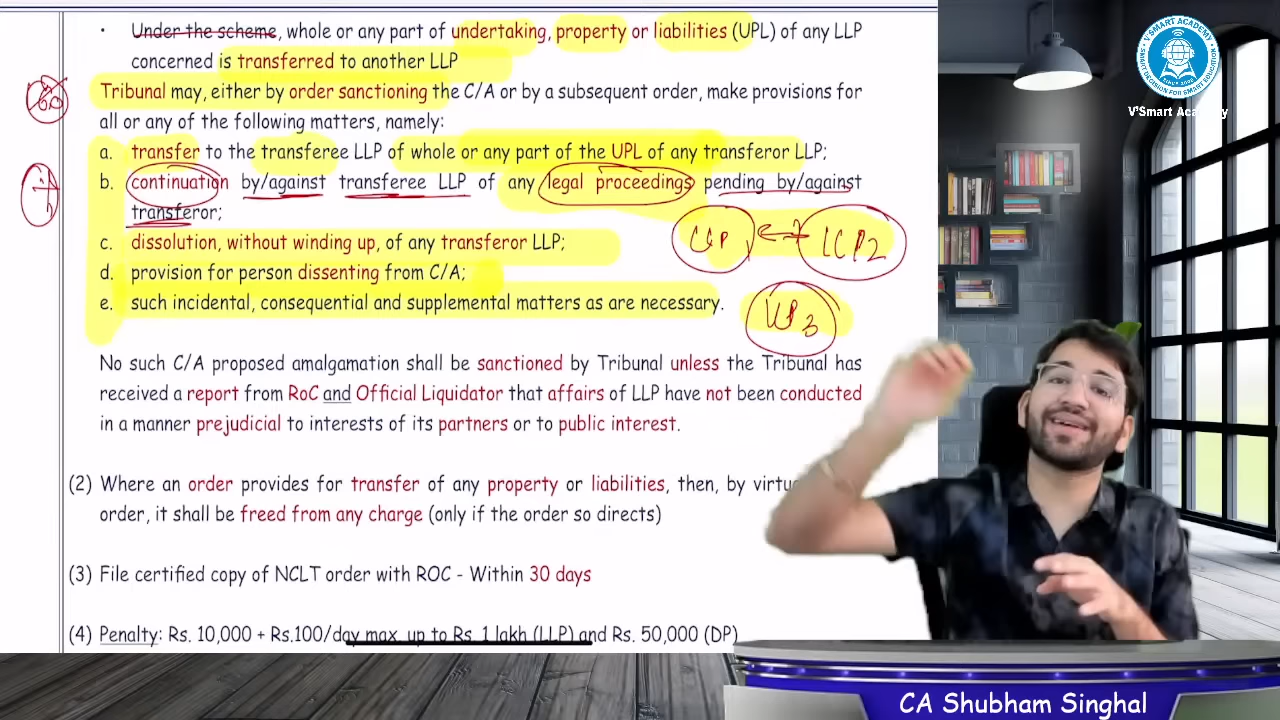 • Under the scheme, whole or any part of undertaking, property or liabilities (UPL) of any LLP
concerned is transferred to another LLP
Tribunal may, either by order sanctioning the C/A or by a subsequent order, make provisions for
all or any of the following matters, namely:
a. transfer to the transferee LLP of whole or any part of the UPL of any transferor LLP;
b. continuation by/against transferee LLP of any legal proceedings pending by/against
transferor;
c. dissolution, without winding up, of any transferor LLP;
d. provision for person dissenting from C/A;
e. such incidental, consequential and supplemental matters as are necessary.
No such C/A proposed amalgamation shall be sanctioned by Tribunal unless the Tribunal has
received a report from RoC and Official Liquidator that affairs of LLP have not been conducted
in a manner prejudicial to interests of its partners or to public interest.
(2) Where an order provides for transfer of any property or liabilities, then, by virtu
order, it shall be freed from any charge (only if the order so directs)
(3) File certified copy of NCLT order with ROC - Within 30 days
(4) Penalty: Rs. 10,000 + Rs.100/day max. up to Rs. 1 lakh (LLP) and Rs. 50,000 (DP)
60
LLP1
LLP2
LLP3
V'SMART ACADEMY
SMART DECISION FOR SMART EDUCATION
V'Smart Academy
CA Shubham Singhal